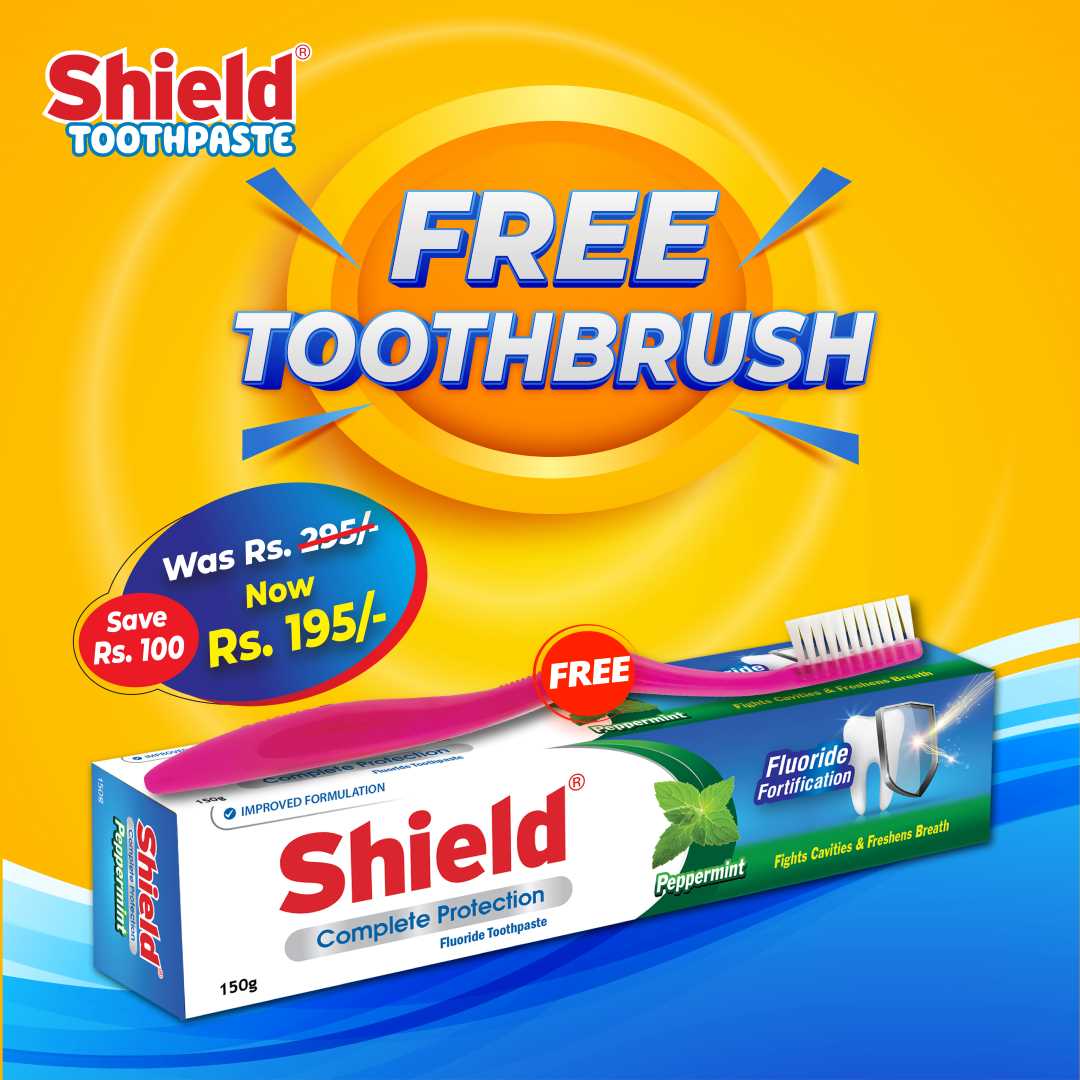 Shield®
TOOTHPASTE
FREE
TOOTHBRUSH
Was Rs. 295/-
Now
Rs. 195/-
Save
Rs. 100
FREE
Peppermint
Fights Cavities & Freshens Breath
Complete Protection
Fluoride Toothpaste
150g
IMPROVED FORMULATION
Shield®
Complete Protection
Fluoride Toothpaste
150g
Peppermint
Fluoride
Fortification
Fights Cavities & Freshens Breath
150g
Shield®
Complete Protection
Peppermint